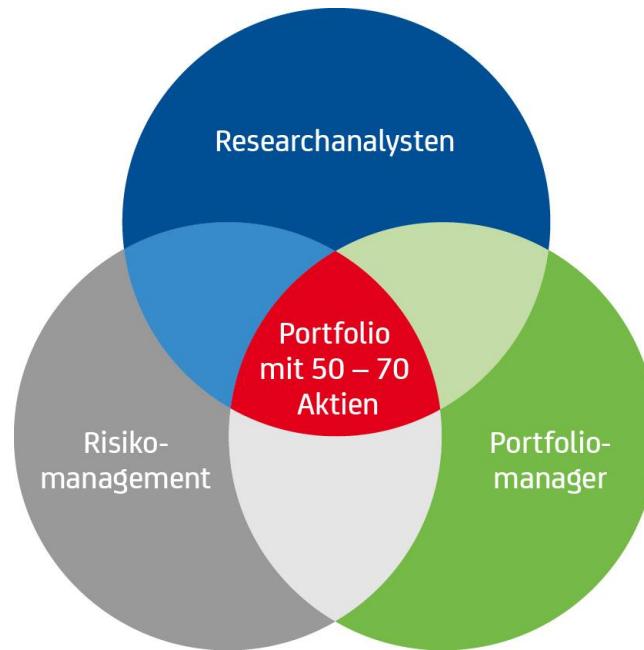 Researchanalysten
Portfolio
mit 50 – 70
Aktien
Risiko-
management
Portfolio-
manager